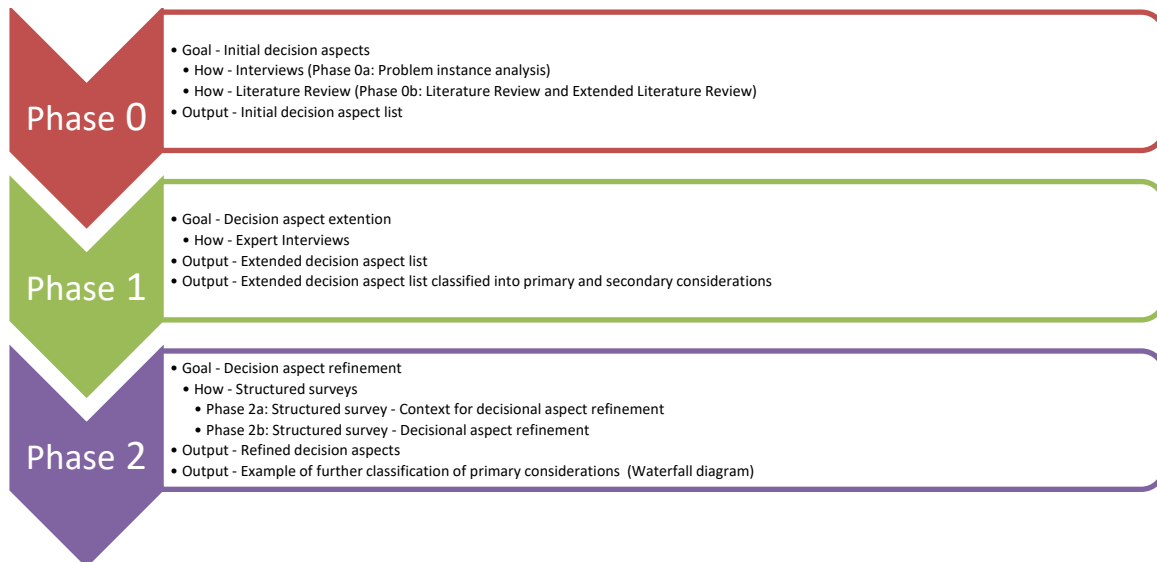 Phase 0
• Goal - Initial decision aspects
• How - Interviews (Phase 0a: Problem instance analysis)
• How - Literature Review (Phase 0b: Literature Review and Extended Literature Review)
• Output - Initial decision aspect list
Phase 1
• Goal - Decision aspect extention
• How - Expert Interviews
• Output - Extended decision aspect list
• Output - Extended decision aspect list classified into primary and secondary considerations
Phase 2
• Goal - Decision aspect refinement
• How - Structured surveys
• Phase 2a: Structured survey - Context for decisional aspect refinement
• Phase 2b: Structured survey - Decisional aspect refinement
• Output - Refined decision aspects
• Output - Example of further classification of primary considerations (Waterfall diagram)